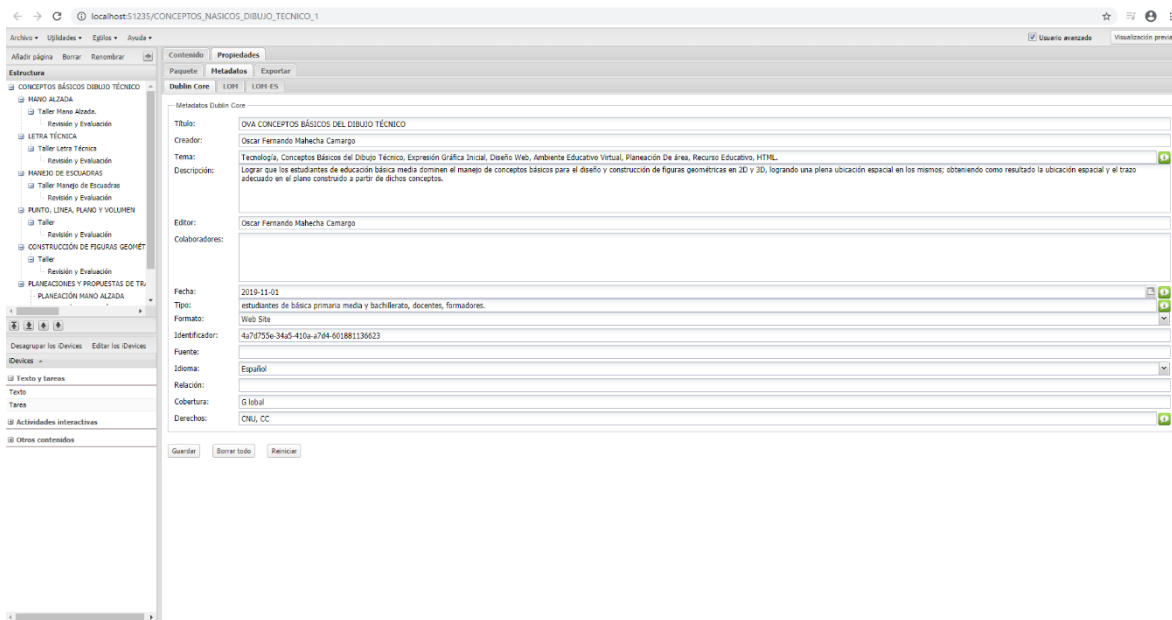 localhost:51235/CONCEPTOS_NASICOS_DIBUJO_TECNICO_1
Archivo Utilidades Estilos Ayuda
Usuario avanzado
Visualización previa
Añadir página Borrar Renombrar
Estructura
CONCEPTOS BÁSICOS DIBUJO TÉCNICO
MANO ALZADA
Taller Mano Alzada.
Revisión y Evaluación
LETRA TÉCNICA
Taller Letra Técnica
Revisión y Evaluación
MANEJO DE ESCUADRAS
Taller Manejo de Escuadras
Revisión y Evaluación
PUNTO, LINEA, PLANO Y VOLUMEN
Taller
Revisión y Evaluación
CONSTRUCCIÓN DE FIGURAS GEOMÉT
Taller
Revisión y Evaluación
PLANEACIONES Y PROPUESTAS DE TR
PLANEACIÓN MANO ALZADA
Desagrupar los iDevices Editar los iDevices
iDevices
Texto y tareas
Texto
Tarea
Actividades interactivas
Otros contenidos
Contenido Propiedades
Paquete Metadatos Exportar
Dublin Core LOM LOM-ES
Metadatos Dublin Core
Título: OVA CONCEPTOS BÁSICOS DEL DIBUJO TÉCNICO
Creador: Oscar Fernando Mahecha Camargo
Tema: Tecnología, Conceptos Básicos del Dibujo Técnico, Expresión Gráfica Inicial, Diseño Web, Ambiente Educativo Virtual, Planeación De área, Recurso Educativo, HTML.
Descripción: Lograr que los estudiantes de educación básica media dominen el manejo de conceptos básicos para el diseño y construcción de figuras geométricas en 2D y 3D, logrando una plena ubicación espacial en los mismos; obteniendo como resultado la ubicación espacial y el trazo
adecuado en el plano construido a partir de dichos conceptos.
Editor: Oscar Fernando Mahecha Camargo
Colaboradores:
Fecha: 2019-11-01
Tipo: estudiantes de básica primaria media y bachillerato, docentes, formadores.
Formato: Web Site
Identificador: 4a7d755e-34a5-410a-a7d4-601881136623
Fuente:
Idioma: Español
Relación:
Cobertura: G lobal
Derechos: CNU, CC
Guardar Borrar todo Reiniciar